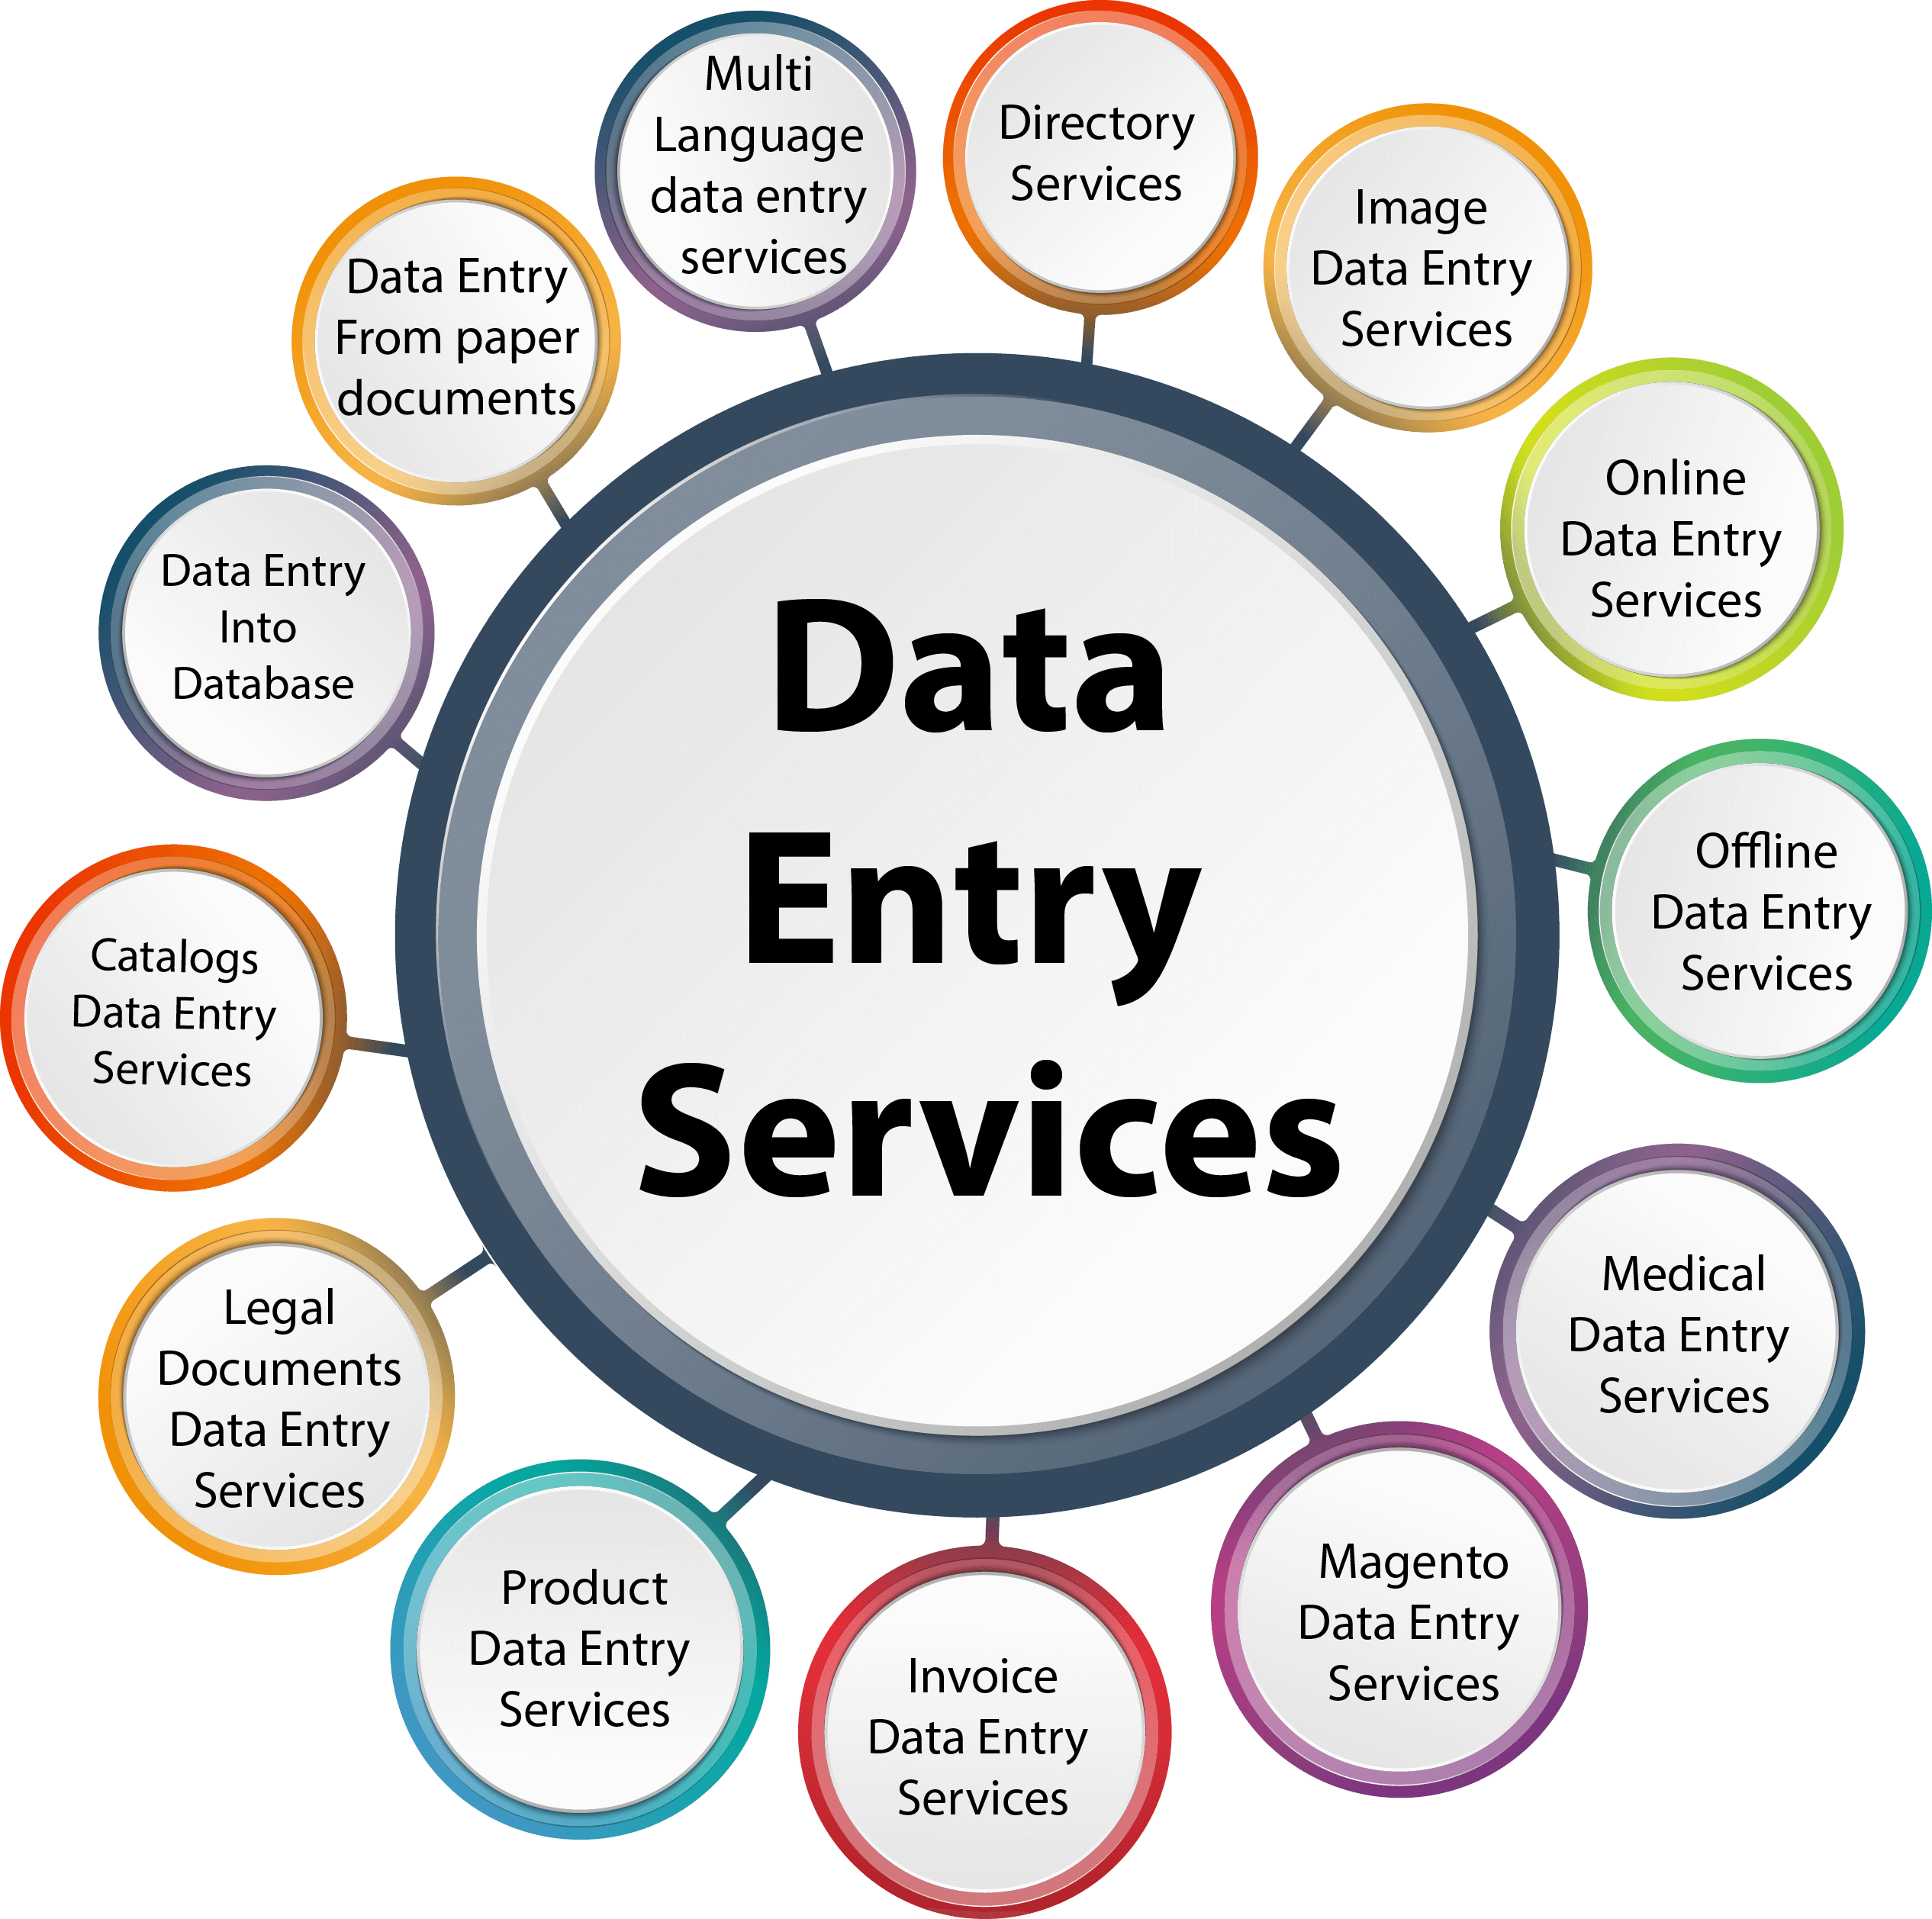 Multi
Language
data entry
services
Directory
Services
Image
Data Entry
Services
Online
Data Entry
Services
Offline
Data Entry
Services
Medical
Data Entry
Services
Magento
Data Entry
Services
Invoice
Data Entry
Services
Product
Data Entry
Services
Legal
Documents
Data Entry
Services
Catalogs
Data Entry
Services
Data Entry
Into
Database
Data Entry
From paper
documents
Data
Entry
Services